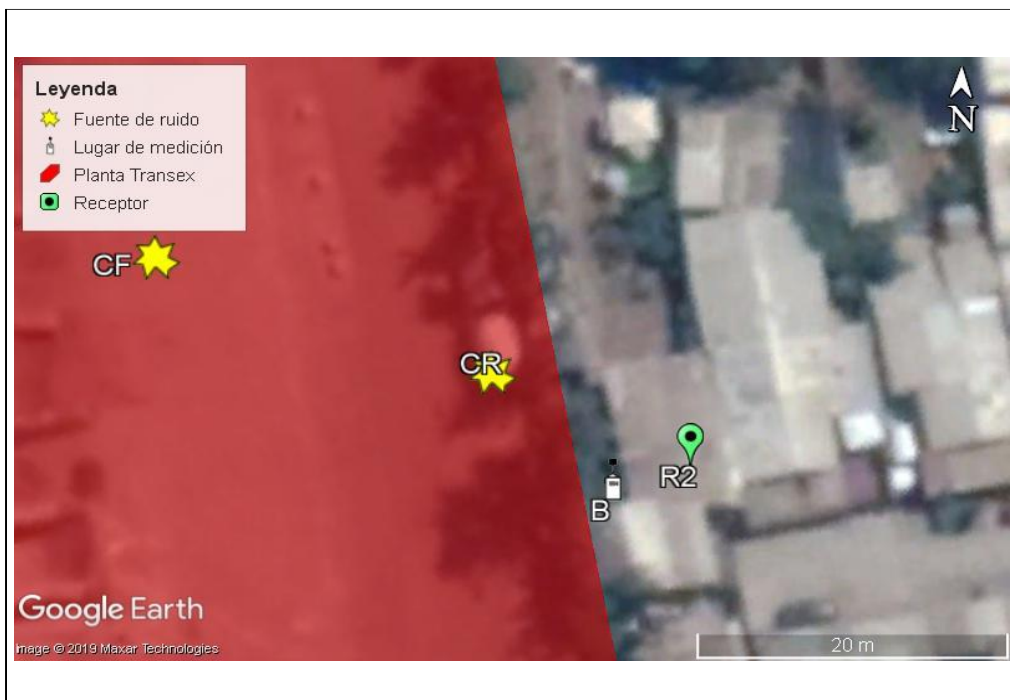 Leyenda
Fuente de ruido
Lugar de medición
Planta Transex
Receptor
N
CF
CR
R2
B
Google Earth
Image © 2019 Maxar Technologies
20 m